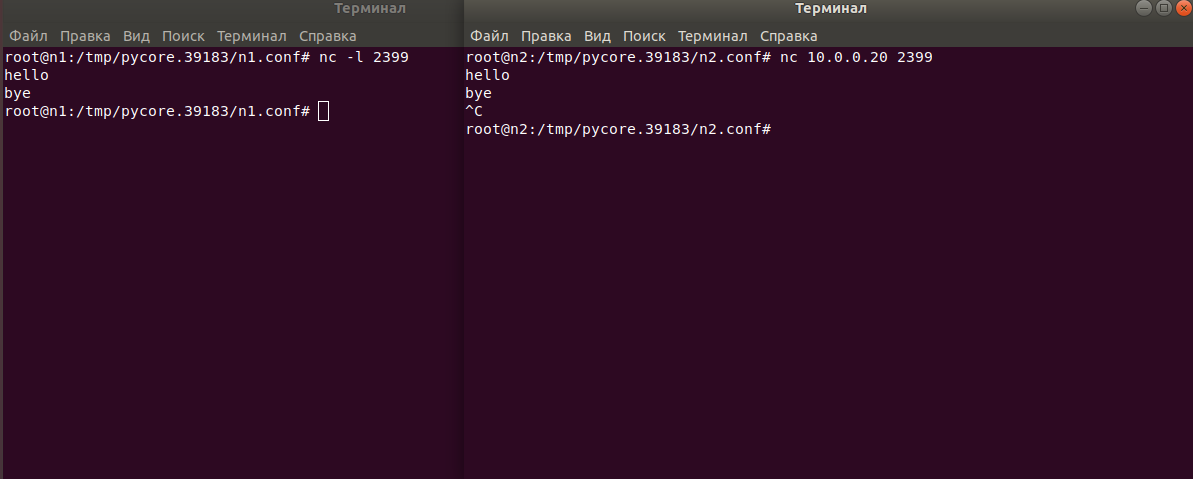 Терминал
Файл Правка Вид Поиск Терминал Справка
root@n1:/tmp/pycore.39183/n1.conf# nc -l 2399
hello
bye
root@n1:/tmp/pycore.39183/n1.conf#
Терминал
Файл Правка Вид Поиск Терминал Справка
root@n2:/tmp/pycore.39183/n2.conf# nc 10.0.0.20 2399
hello
bye
^C
root@n2:/tmp/pycore.39183/n2.conf#